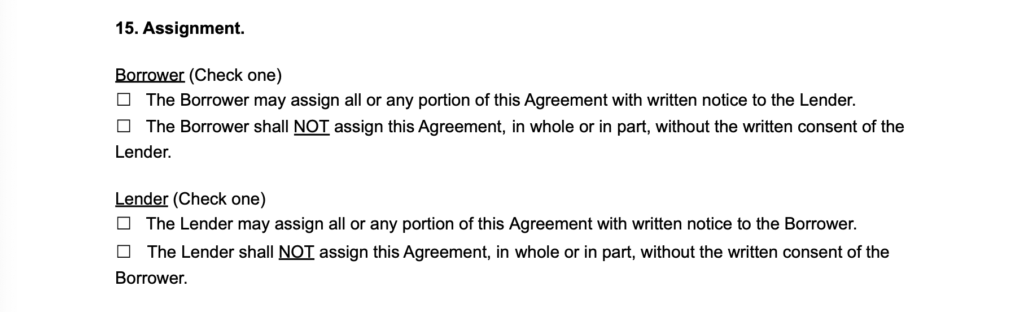 15. Assignment.
Borrower (Check one)
☐ The Borrower may assign all or any portion of this Agreement with written notice to the Lender.
☐ The Borrower shall NOT assign this Agreement, in whole or in part, without the written consent of the
Lender.
Lender (Check one)
☐ The Lender may assign all or any portion of this Agreement with written notice to the Borrower.
☐ The Lender shall NOT assign this Agreement, in whole or in part, without the written consent of the
Borrower.